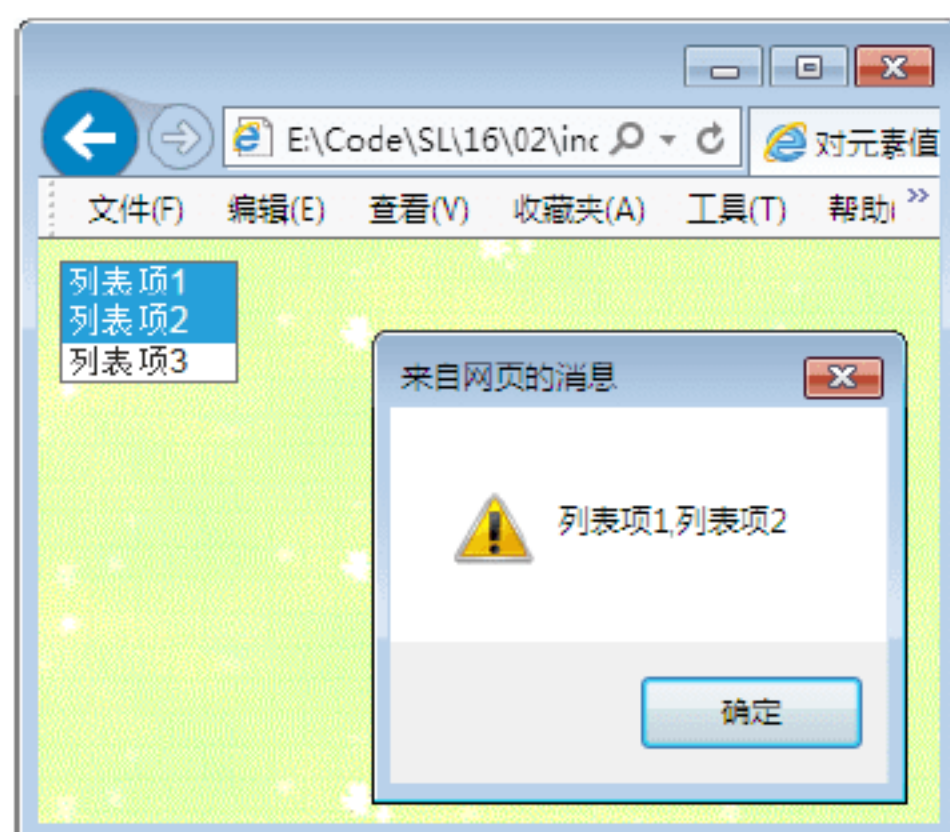 E:\Code\SL\16\02\inc
对元素值
文件(F) 编辑(E) 查看(V) 收藏夹(A) 工具(T) 帮助(
列表项1
列表项2
列表项3
来自网页的消息
列表项1,列表项2
确定